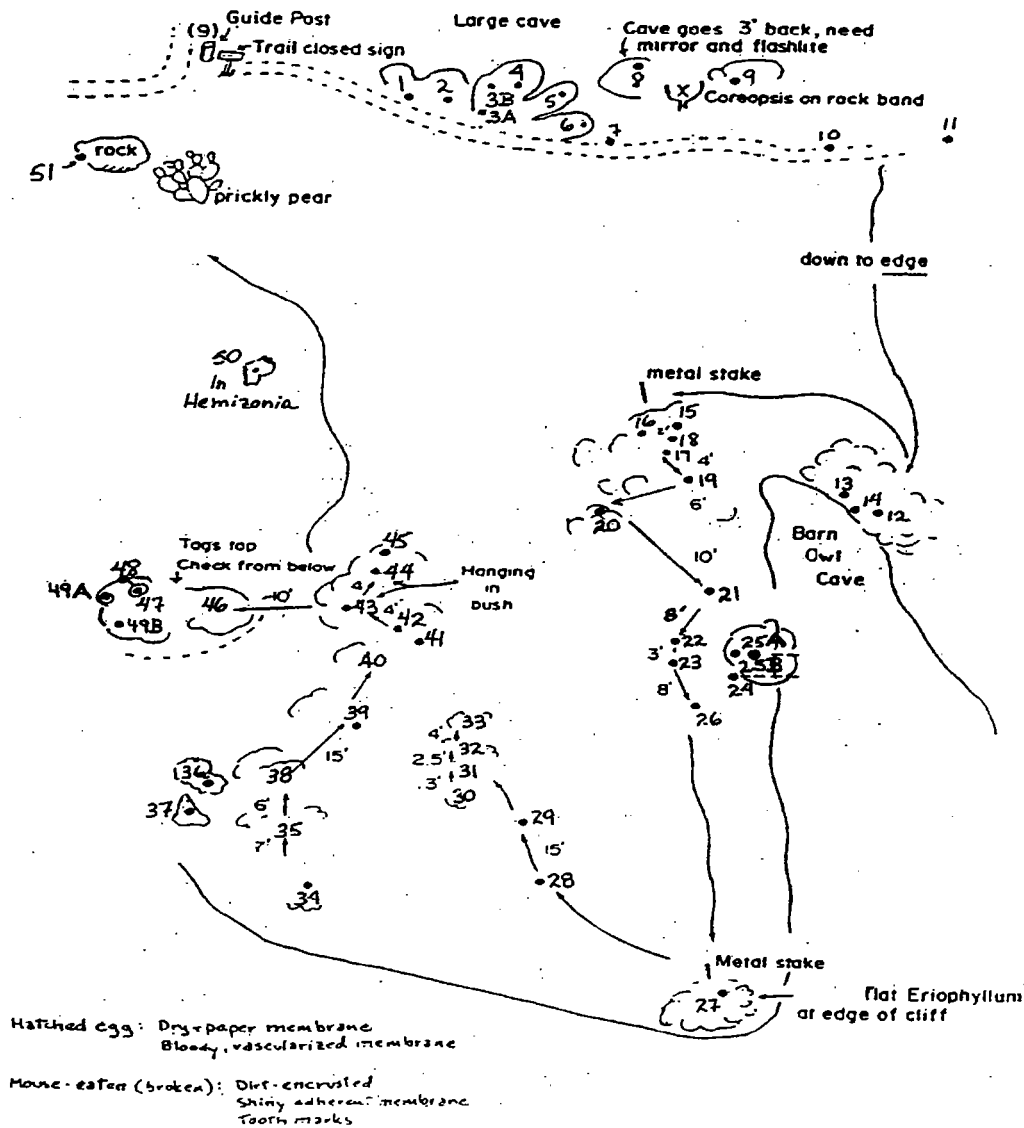 Guide Post
(9)
Trail closed sign
Large cave
Cave goes 3' back, need
mirror and flashlite
1
2
3B
4
3A
5
6
7
8
X
9
Coreopsis on rock band
10
11
51
rock
prickly pear
down to edge
50
In
Hemizonia
metal stake
16
15
2'
18
17
4'
19
6'
20
10'
21
8'
22
3'
23
8'
26
25A
25B
24
13
14
12
Barn
Owl
Cave
Tags top
Check from below
48
49A
47
49B
46
10'
45
44
4'
43
4'
42
41
Hanging
in
bush
40
39
15'
38
36
37
6'
35
7'
34
33
4'
32
2.5'
31
3'
30
29
15'
28
Metal stake
27
flat Eriophyllum
at edge of cliff
Hatched egg: Dry-paper membrane
Bloody, vascularized membrane
Mouse-eaten (broken): Dirt-encrusted
Shiny adherent membrane
Tooth marks